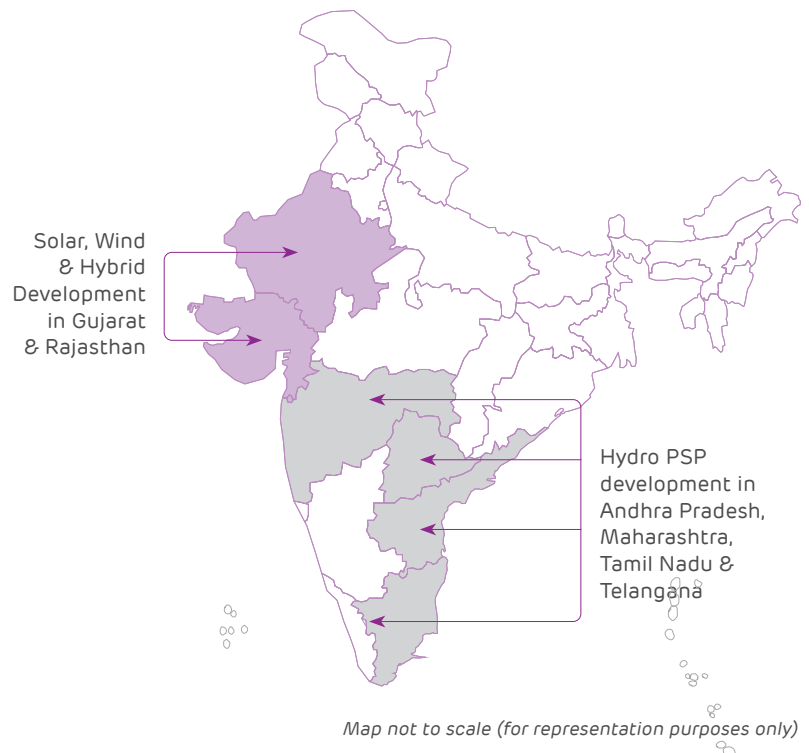 Solar, Wind
& Hybrid
Development
in Gujarat
& Rajasthan
Hydro PSP
development in
Andhra Pradesh,
Maharashtra,
Tamil Nadu &
Telangana
Map not to scale (for representation purposes only)